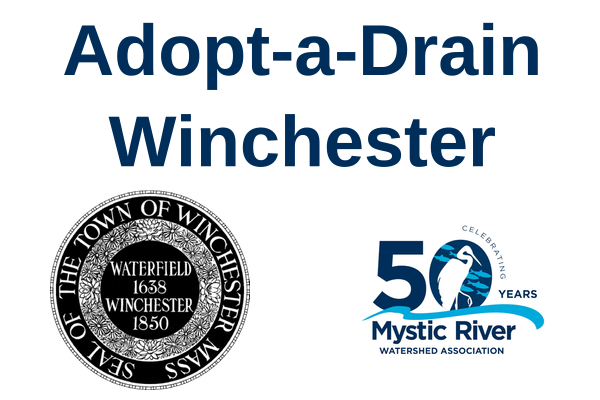 Adopt-a-Drain
Winchester
SEAL OF THE TOWN OF WINCHESTER MASS
WATERFIELD
1638
WINCHESTER
1850
CELEBRATING
50
YEARS
Mystic River
WATERSHED ASSOCIATION